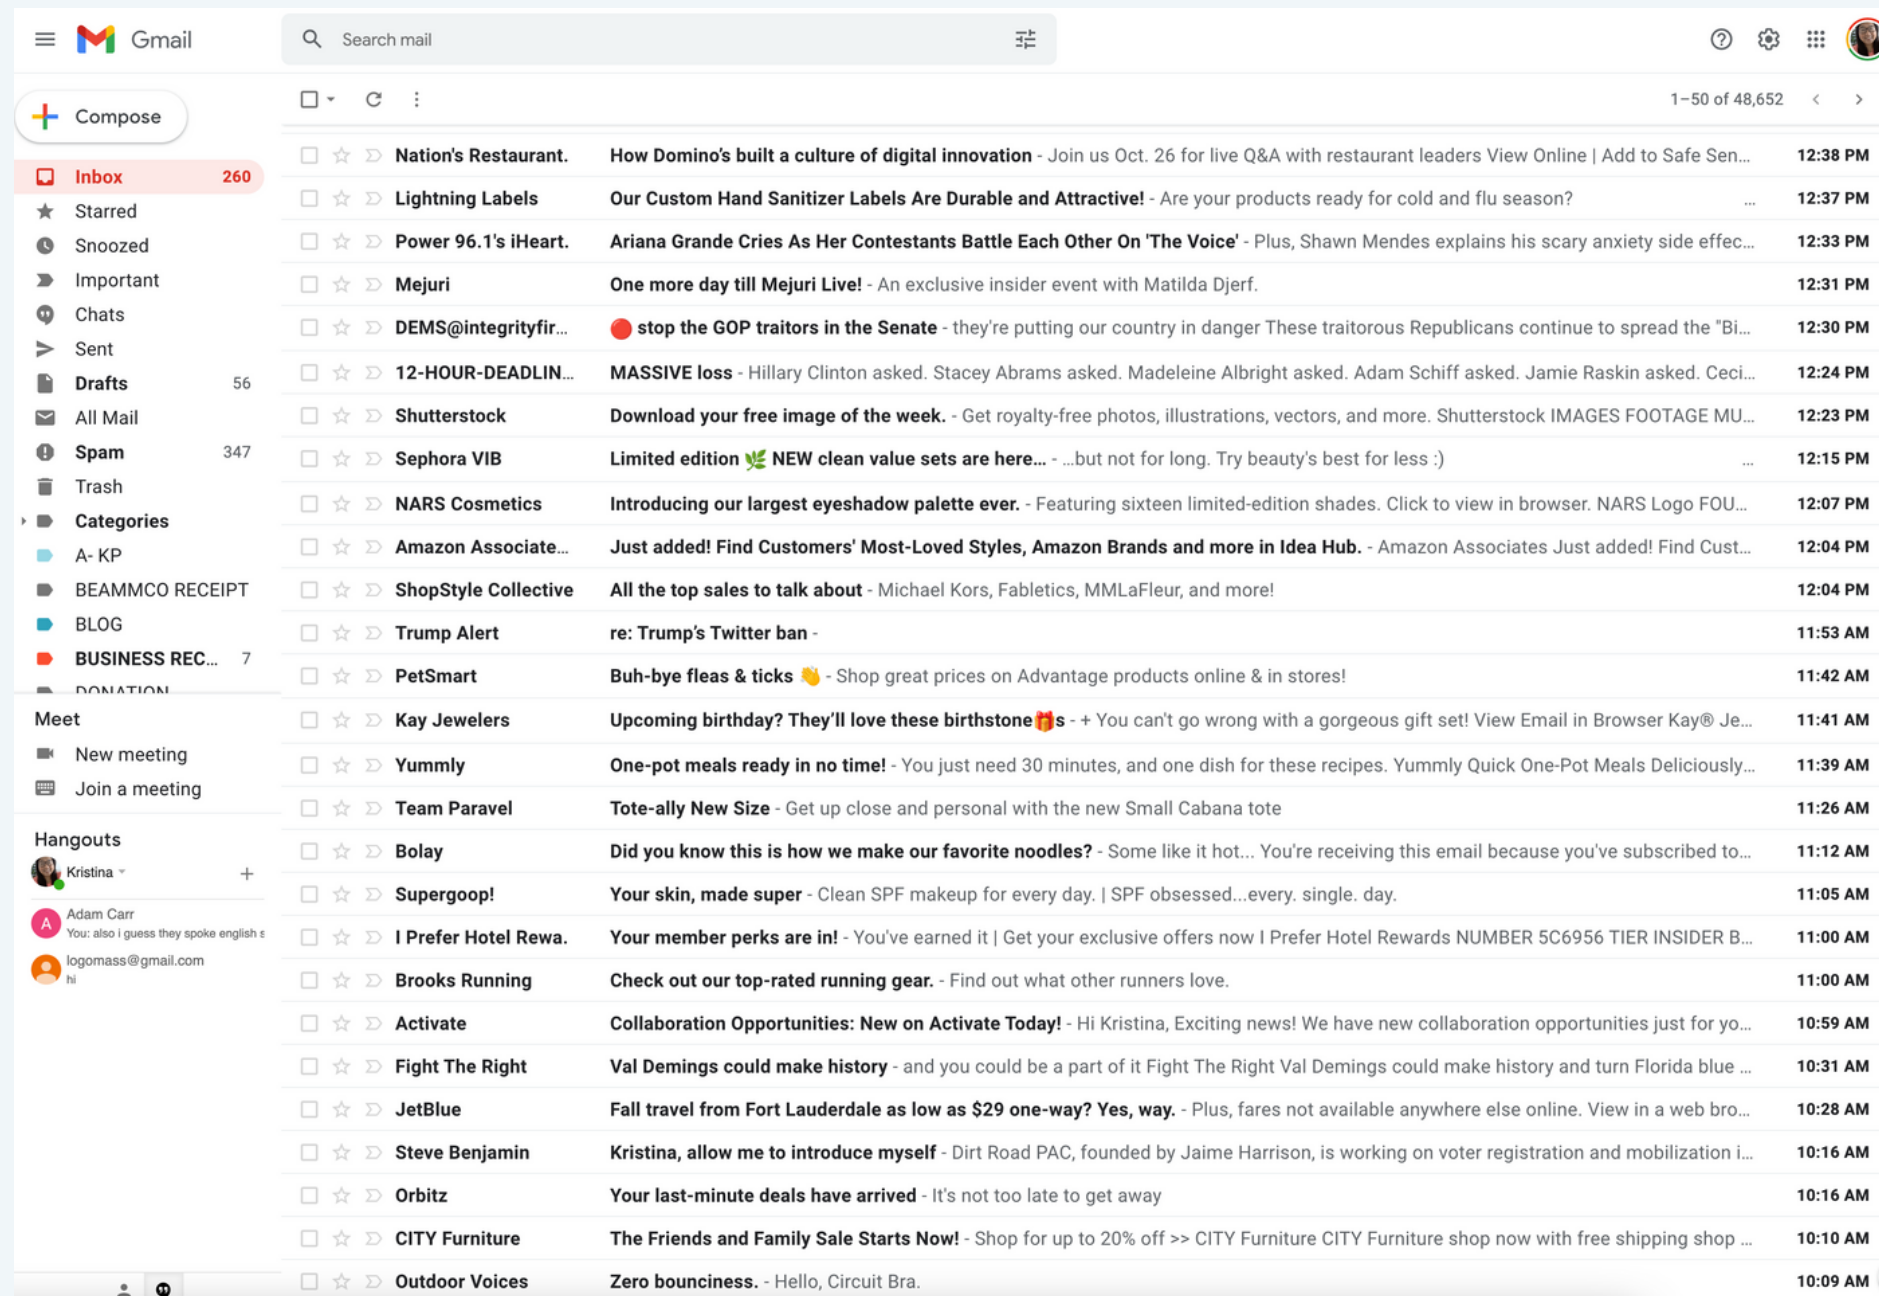 Gmail
Search mail
Compose
1–50 of 48,652
Inbox 260
Starred
Snoozed
Important
Chats
Sent
Drafts 56
All Mail
Spam 347
Trash
Categories
A- KP
BEAMMCO RECEIPT
BLOG
BUSINESS REC... 7
DONATION
Meet
New meeting
Join a meeting
Hangouts
Kristina
A
Adam Carr
You: also i guess they spoke english s
logomass@gmail.com
hi
Nation's Restaurant. How Domino's built a culture of digital innovation - Join us Oct. 26 for live Q&A with restaurant leaders View Online | Add to Safe Sen... 12:38 PM
Lightning Labels Our Custom Hand Sanitizer Labels Are Durable and Attractive! - Are your products ready for cold and flu season? ... 12:37 PM
Power 96.1's iHeart. Ariana Grande Cries As Her Contestants Battle Each Other On 'The Voice' - Plus, Shawn Mendes explains his scary anxiety side effec... 12:33 PM
Mejuri One more day till Mejuri Live! - An exclusive insider event with Matilda Djerf. 12:31 PM
DEMS@integrityfir... 🔴 stop the GOP traitors in the Senate - they're putting our country in danger These traitorous Republicans continue to spread the "Bi... 12:30 PM
12-HOUR-DEADLIN... MASSIVE loss - Hillary Clinton asked. Stacey Abrams asked. Madeleine Albright asked. Adam Schiff asked. Jamie Raskin asked. Ceci... 12:24 PM
Shutterstock Download your free image of the week. - Get royalty-free photos, illustrations, vectors, and more. Shutterstock IMAGES FOOTAGE MU... 12:23 PM
Sephora VIB Limited edition 🌿 NEW clean value sets are here... - ...but not for long. Try beauty's best for less :) ... 12:15 PM
NARS Cosmetics Introducing our largest eyeshadow palette ever. - Featuring sixteen limited-edition shades. Click to view in browser. NARS Logo FOU... 12:07 PM
Amazon Associate... Just added! Find Customers' Most-Loved Styles, Amazon Brands and more in Idea Hub. - Amazon Associates Just added! Find Cust... 12:04 PM
ShopStyle Collective All the top sales to talk about - Michael Kors, Fabletics, MMLaFleur, and more! 12:04 PM
Trump Alert re: Trump's Twitter ban - 11:53 AM
PetSmart Buh-bye fleas & ticks 👋 - Shop great prices on Advantage products online & in stores! 11:42 AM
Kay Jewelers Upcoming birthday? They'll love these birthstone🎁s - + You can't go wrong with a gorgeous gift set! View Email in Browser Kay® Je... 11:41 AM
Yummly One-pot meals ready in no time! - You just need 30 minutes, and one dish for these recipes. Yummly Quick One-Pot Meals Deliciously... 11:39 AM
Team Paravel Tote-ally New Size - Get up close and personal with the new Small Cabana tote 11:26 AM
Bolay Did you know this is how we make our favorite noodles? - Some like it hot... You're receiving this email because you've subscribed to... 11:12 AM
Supergoop! Your skin, made super - Clean SPF makeup for every day. | SPF obsessed...every. single. day. 11:05 AM
I Prefer Hotel Rewa. Your member perks are in! - You've earned it | Get your exclusive offers now I Prefer Hotel Rewards NUMBER 5C6956 TIER INSIDER B... 11:00 AM
Brooks Running Check out our top-rated running gear. - Find out what other runners love. 11:00 AM
Activate Collaboration Opportunities: New on Activate Today! - Hi Kristina, Exciting news! We have new collaboration opportunities just for yo... 10:59 AM
Fight The Right Val Demings could make history - and you could be a part of it Fight The Right Val Demings could make history and turn Florida blue ... 10:31 AM
JetBlue Fall travel from Fort Lauderdale as low as $29 one-way? Yes, way. - Plus, fares not available anywhere else online. View in a web bro... 10:28 AM
Steve Benjamin Kristina, allow me to introduce myself - Dirt Road PAC, founded by Jaime Harrison, is working on voter registration and mobilization i... 10:16 AM
Orbitz Your last-minute deals have arrived - It's not too late to get away 10:16 AM
CITY Furniture The Friends and Family Sale Starts Now! - Shop for up to 20% off >> CITY Furniture CITY Furniture shop now with free shipping shop ... 10:10 AM
Outdoor Voices Zero bounciness. - Hello, Circuit Bra. 10:09 AM